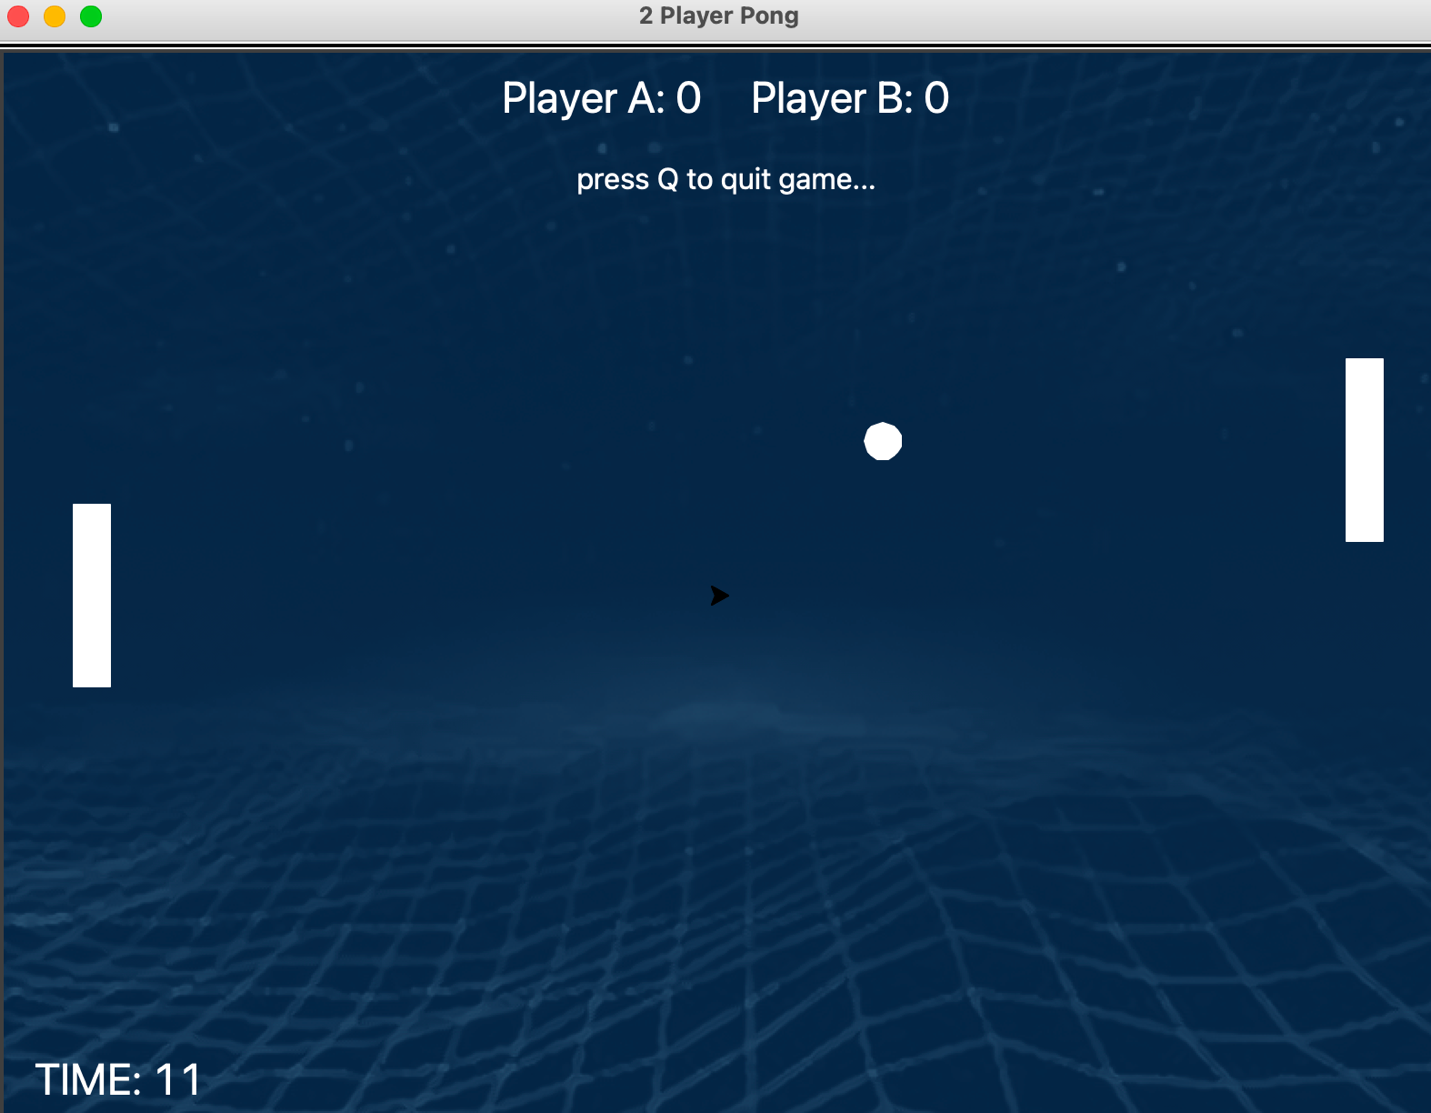 2 Player Pong
Player A: 0 Player B: 0
press Q to quit game...
TIME: 11